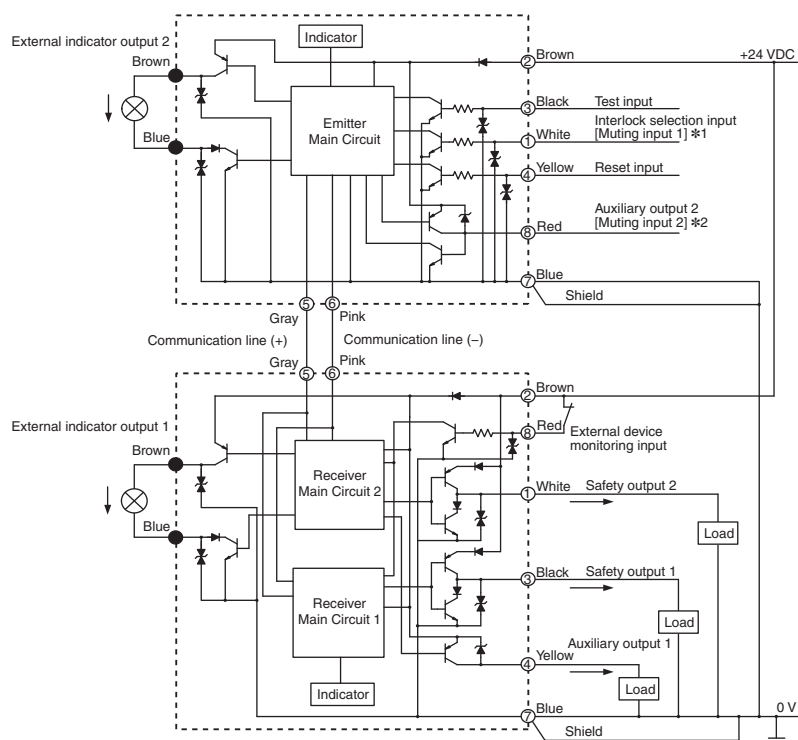 External indicator output 2
Indicator
Brown
2 Brown
+24 VDC
Emitter
Main Circuit
3 Black
Test input
Interlock selection input
1 White
[Muting input 1] *1
Blue
4 Yellow
Reset input
Auxiliary output 2
8 Red
[Muting input 2] *2
7 Blue
Shield
5 6
Gray
Pink
Communication line (+)
Communication line (−)
Gray
Pink
5 6
2 Brown
External indicator output 1
8 Red
External device
monitoring input
Brown
Receiver
Main Circuit 2
1 White
Safety output 2
Blue
Load
3 Black
Safety output 1
Receiver
Main Circuit 1
Load
Auxiliary output 1
4 Yellow
Indicator
Load
7 Blue
0 V
Shield